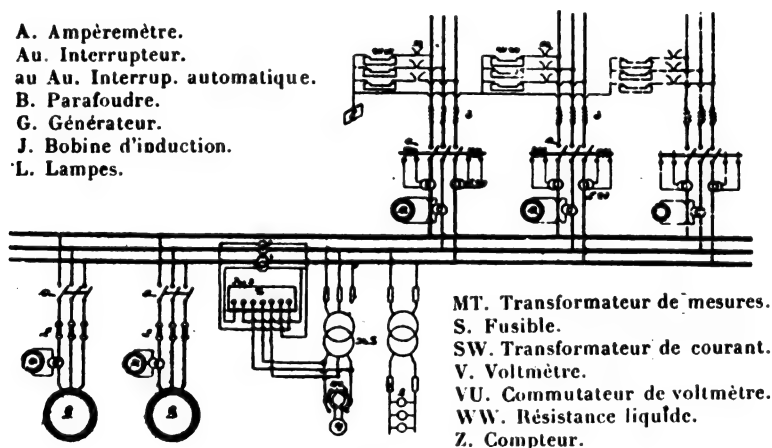 A. Ampèremètre.
Au. Interrupteur.
au Au. Interrup. automatique.
B. Parafoudre.
G. Générateur.
J. Bobine d'induction.
L. Lampes.
MT. Transformateur de mesures.
S. Fusible.
SW. Transformateur de courant.
V. Voltmètre.
VU. Commutateur de voltmètre.
WW. Résistance liquide.
Z. Compteur.